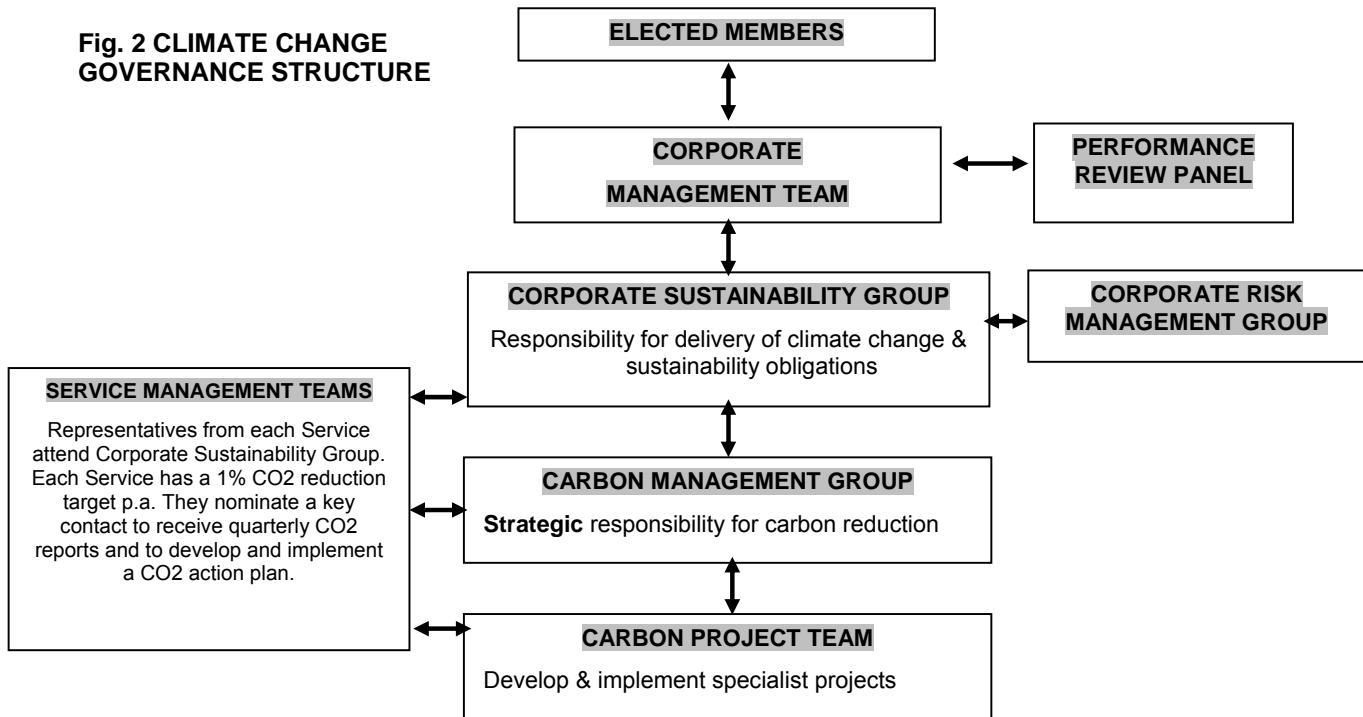 Fig. 2 CLIMATE CHANGE
GOVERNANCE STRUCTURE
ELECTED MEMBERS
CORPORATE
MANAGEMENT TEAM
PERFORMANCE
REVIEW PANEL
CORPORATE SUSTAINABILITY GROUP
Responsibility for delivery of climate change &
sustainability obligations
CORPORATE RISK
MANAGEMENT GROUP
SERVICE MANAGEMENT TEAMS
Representatives from each Service
attend Corporate Sustainability Group.
Each Service has a 1% CO2 reduction
target p.a. They nominate a key
contact to receive quarterly CO2
reports and to develop and implement
a CO2 action plan.
CARBON MANAGEMENT GROUP
Strategic responsibility for carbon reduction
CARBON PROJECT TEAM
Develop & implement specialist projects